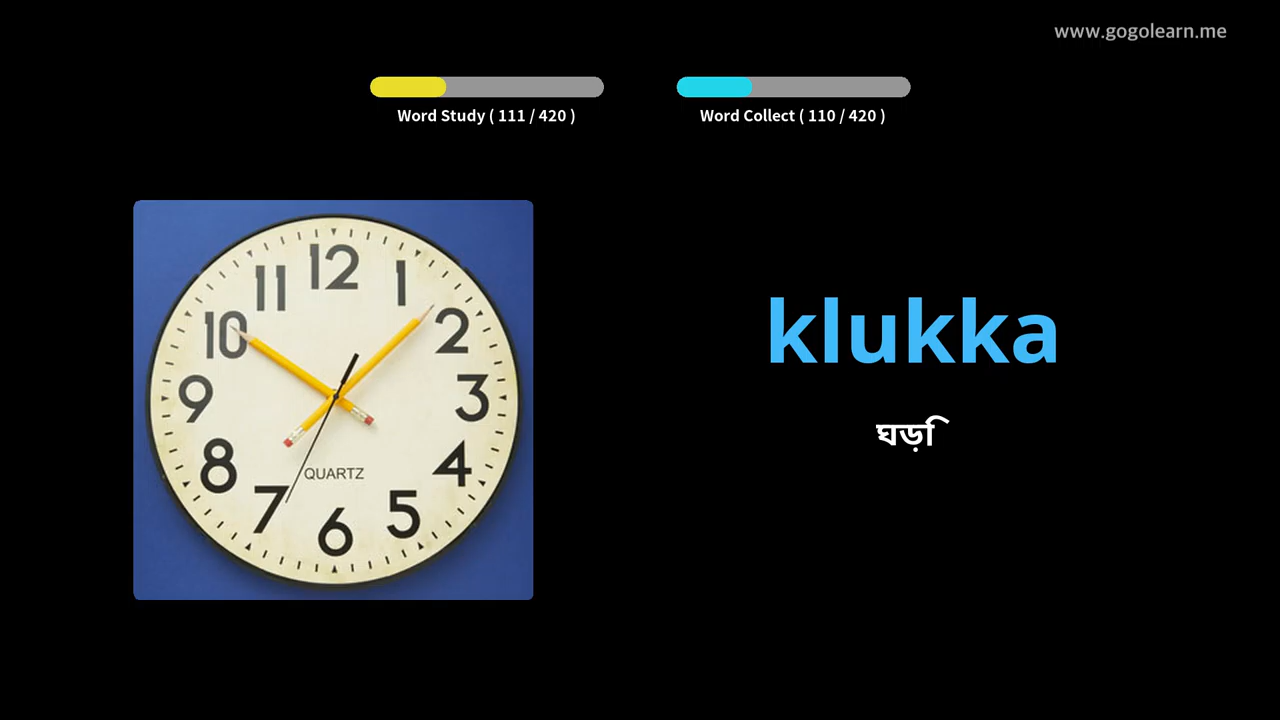 www.gogolearn.me
Word Study ( 111 / 420 )
Word Collect ( 110 / 420 )
12
11
1
10
2
9
3
8
4
7
5
6
QUARTZ
klukka
ঘড়ি